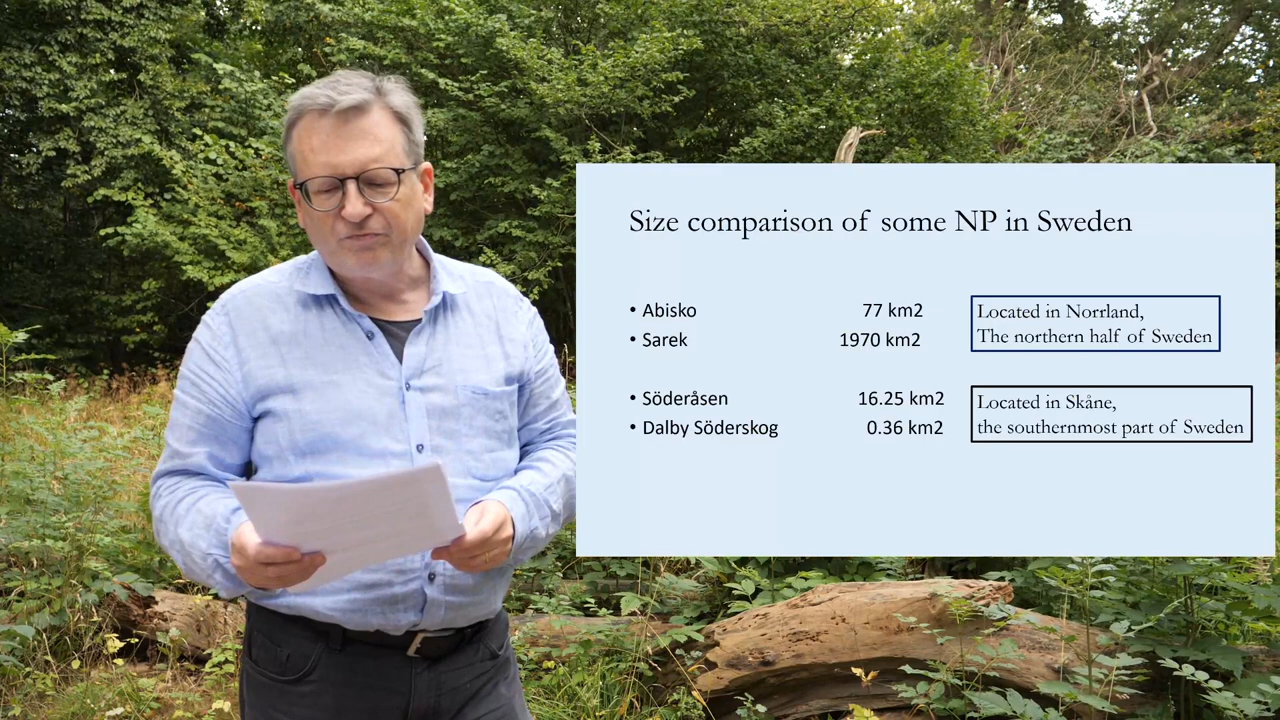 Size comparison of some NP in Sweden
• Abisko 77 km2
• Sarek 1970 km2
Located in Norrland,
The northern half of Sweden
• Söderåsen 16.25 km2
• Dalby Söderskog 0.36 km2
Located in Skåne,
the southernmost part of Sweden